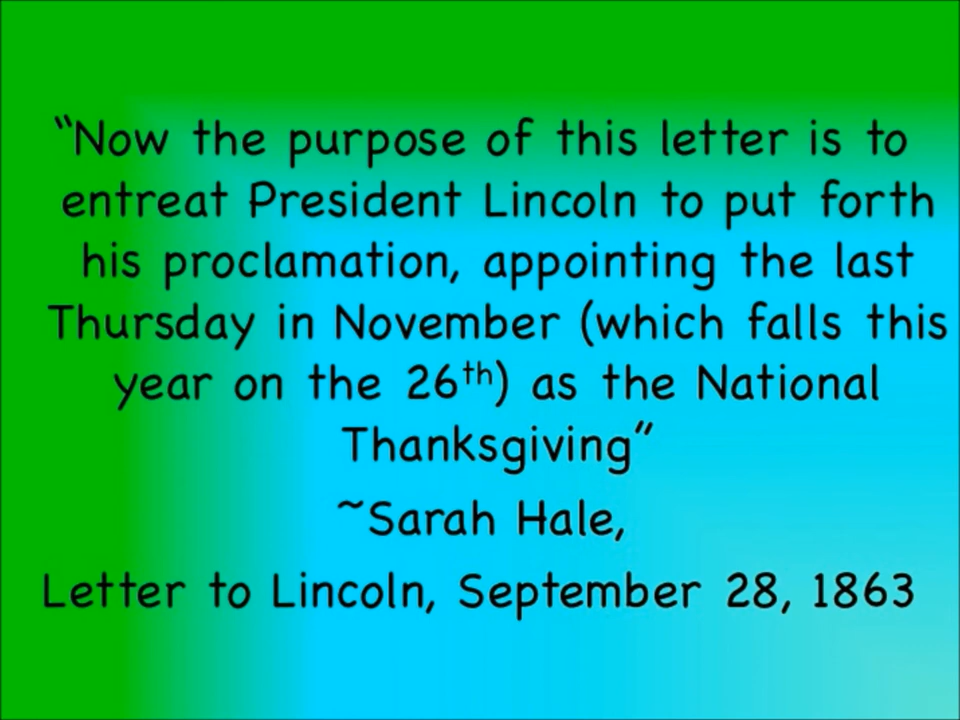 “Now the purpose of this letter is to
entreat President Lincoln to put forth
his proclamation, appointing the last
Thursday in November (which falls this
year on the 26th) as the National
Thanksgiving”
~Sarah Hale,
Letter to Lincoln, September 28, 1863